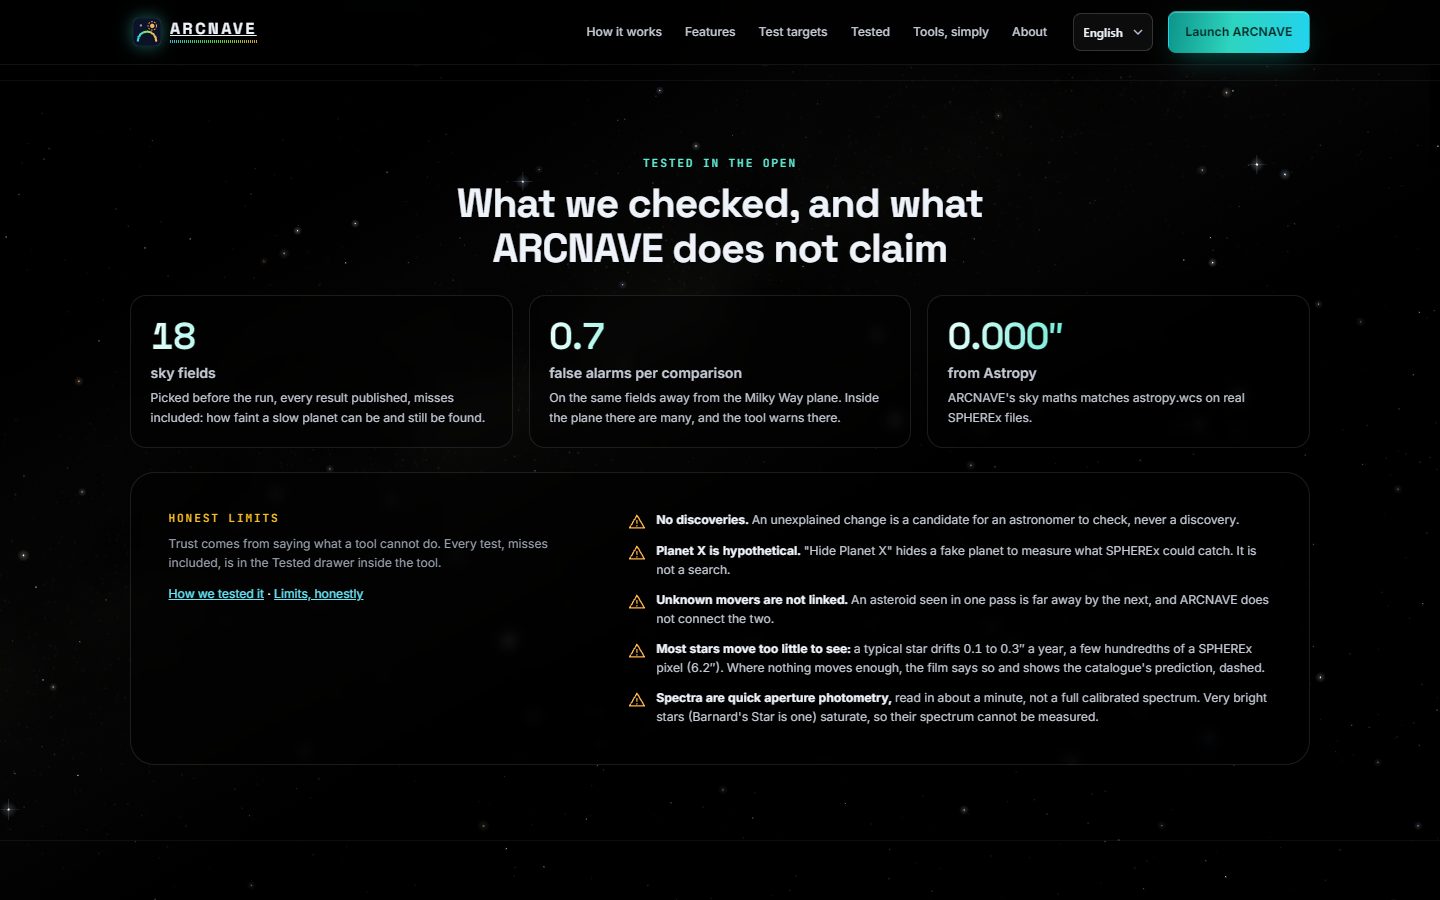 ARCNAVE
How it works
Features
Test targets
Tested
Tools, simply
About
English
Launch ARCNAVE
TESTED IN THE OPEN
What we checked, and what
ARCNAVE does not claim
18
sky fields
Picked before the run, every result published, misses
included: how faint a slow planet can be and still be found.
0.7
false alarms per comparison
On the same fields away from the Milky Way plane. Inside
the plane there are many, and the tool warns there.
0.000″
from Astropy
ARCNAVE's sky maths matches astropy.wcs on real
SPHEREx files.
HONEST LIMITS
Trust comes from saying what a tool cannot do. Every test, misses
included, is in the Tested drawer inside the tool.
How we tested it · Limits, honestly
No discoveries. An unexplained change is a candidate for an astronomer to check, never a discovery.
Planet X is hypothetical. "Hide Planet X" hides a fake planet to measure what SPHEREx could catch. It is
not a search.
Unknown movers are not linked. An asteroid seen in one pass is far away by the next, and ARCNAVE does
not connect the two.
Most stars move too little to see: a typical star drifts 0.1 to 0.3″ a year, a few hundredths of a SPHEREx
pixel (6.2″). Where nothing moves enough, the film says so and shows the catalogue's prediction, dashed.
Spectra are quick aperture photometry, read in about a minute, not a full calibrated spectrum. Very bright
stars (Barnard's Star is one) saturate, so their spectrum cannot be measured.